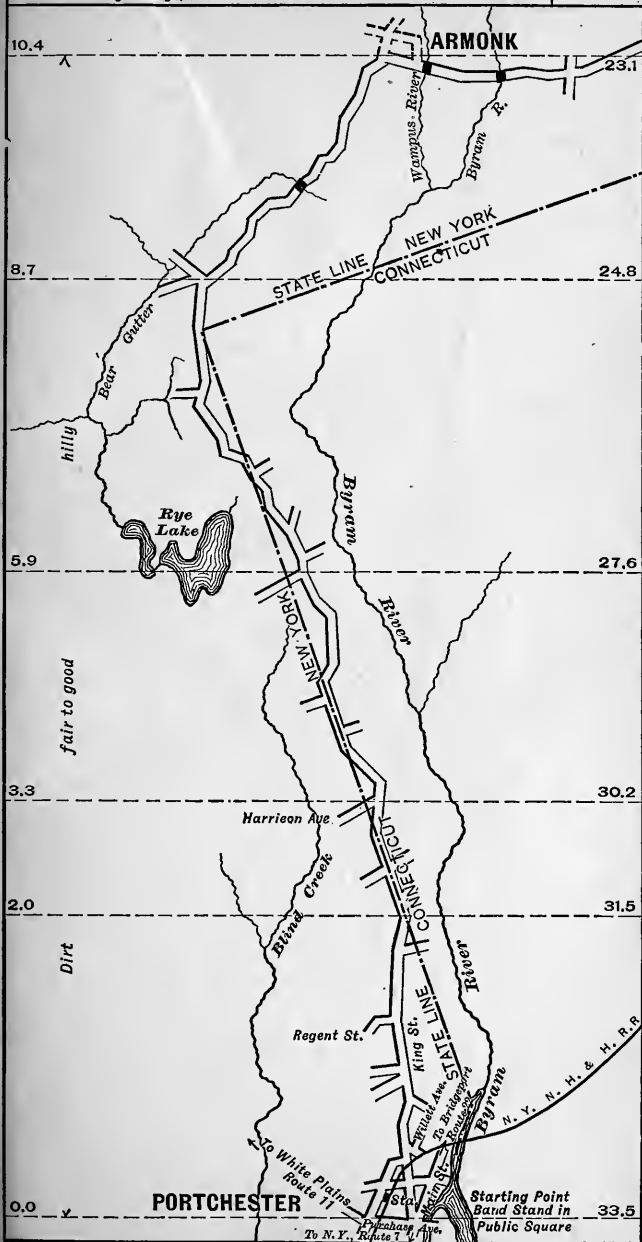 10.4
ARMONK
23.1
Wampus River
Byram R.
STATE LINE NEW YORK
CONNECTICUT
8.7
24.8
Bear Gutter
hilly
Rye
Lake
Byram
River
5.9
27.6
NEW YORK
fair to good
3.3
30.2
Harrison Ave
CONNECTICUT
Blind Creek
2.0
31.5
Dirt
River
Regent St.
King St.
STATE LINE
Willett Ave.
To Bridgeport
Byram
N. Y. N. H. & H. R.R
To White Plains
Route 11
Main St.
Sta.
PORTCHESTER
Starting Point
Band Stand in
Public Square
0.0
33.5
Purchase Ave.
To N.Y., Route 7